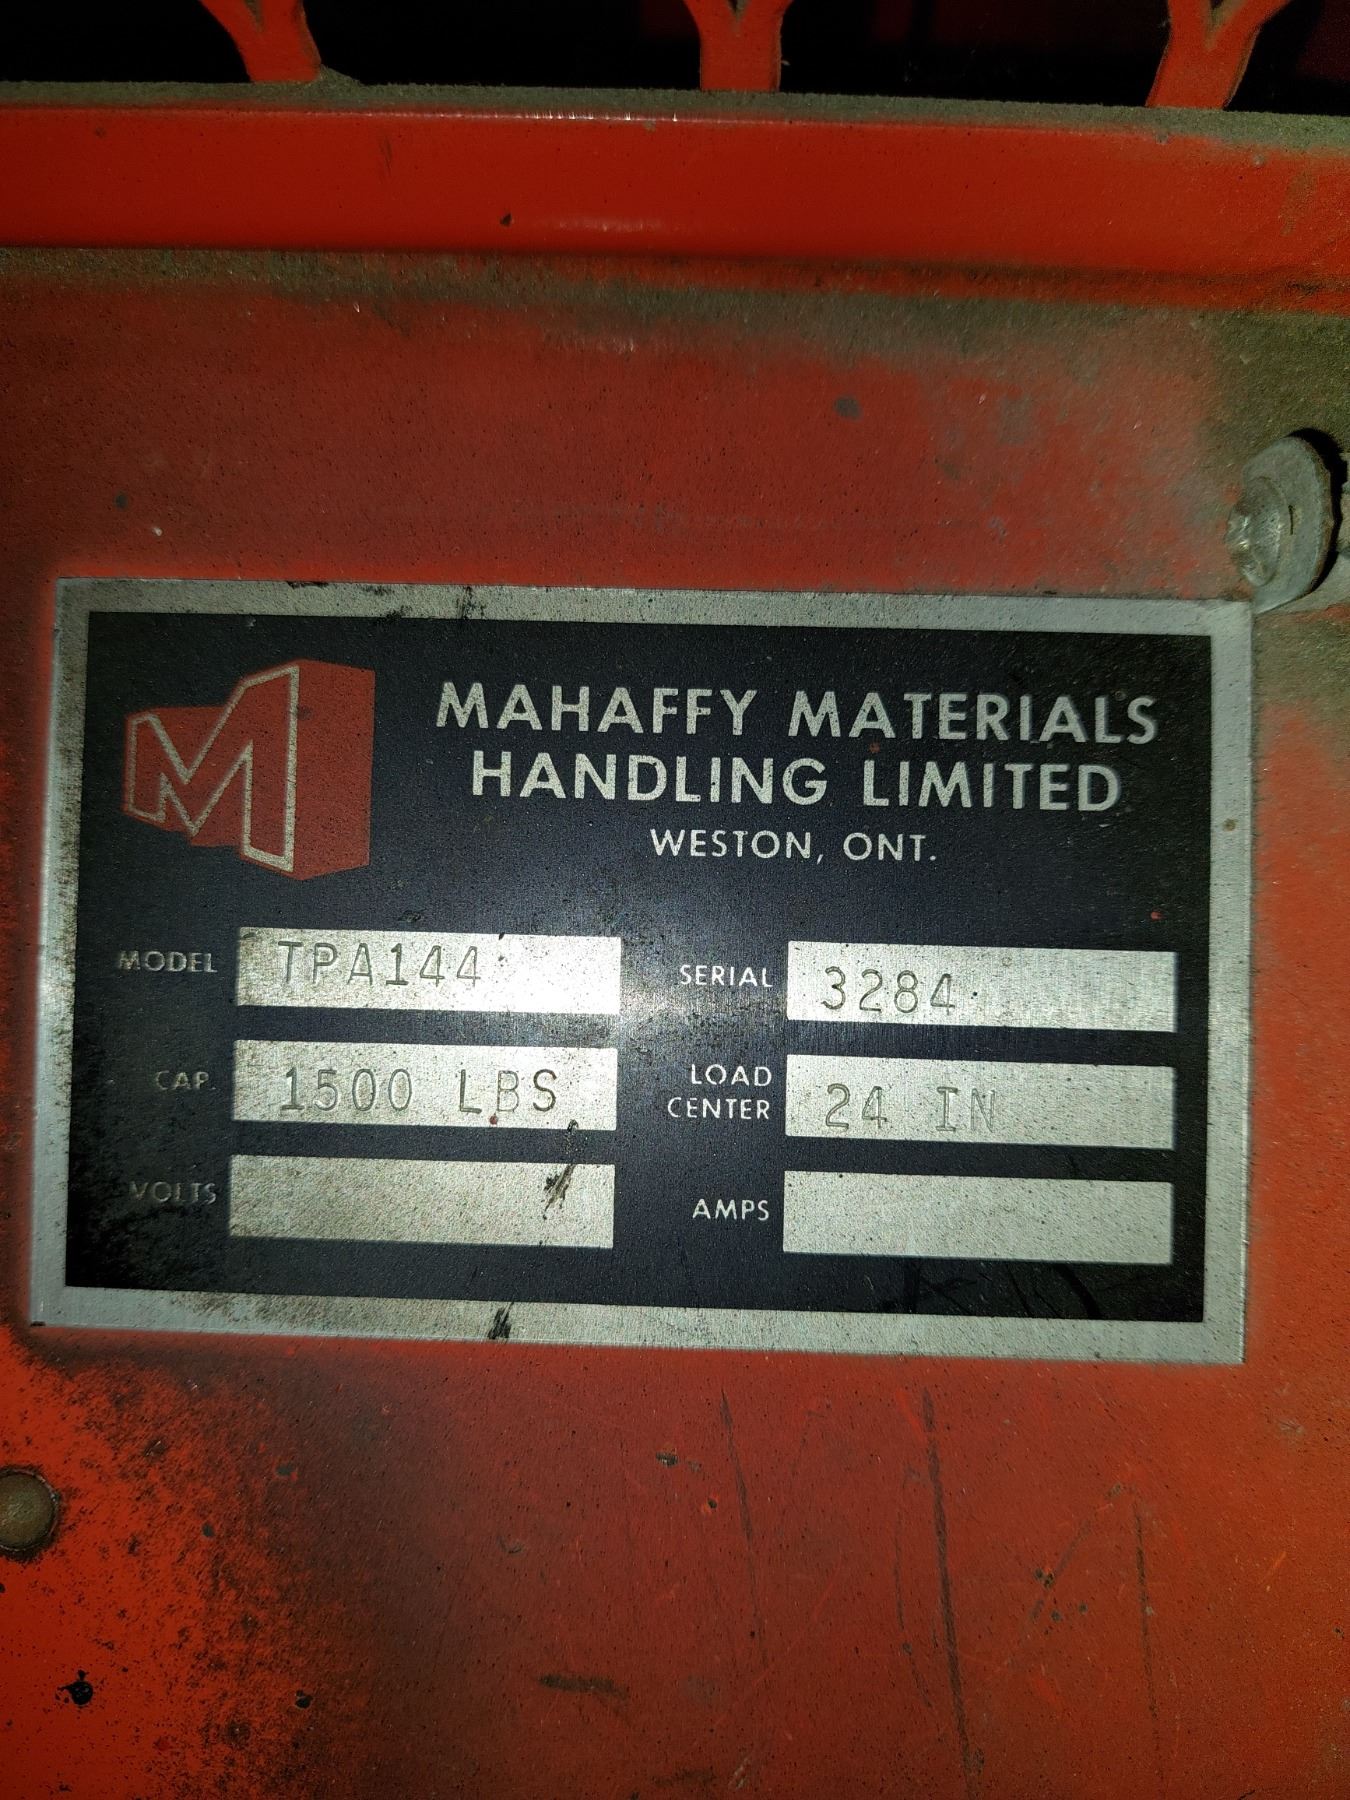 M
MAHAFFY MATERIALS
HANDLING LIMITED
WESTON, ONT.
MODEL TPA144
SERIAL 3284
CAP. 1500 LBS
LOAD
CENTER 24 IN
VOLTS
AMPS